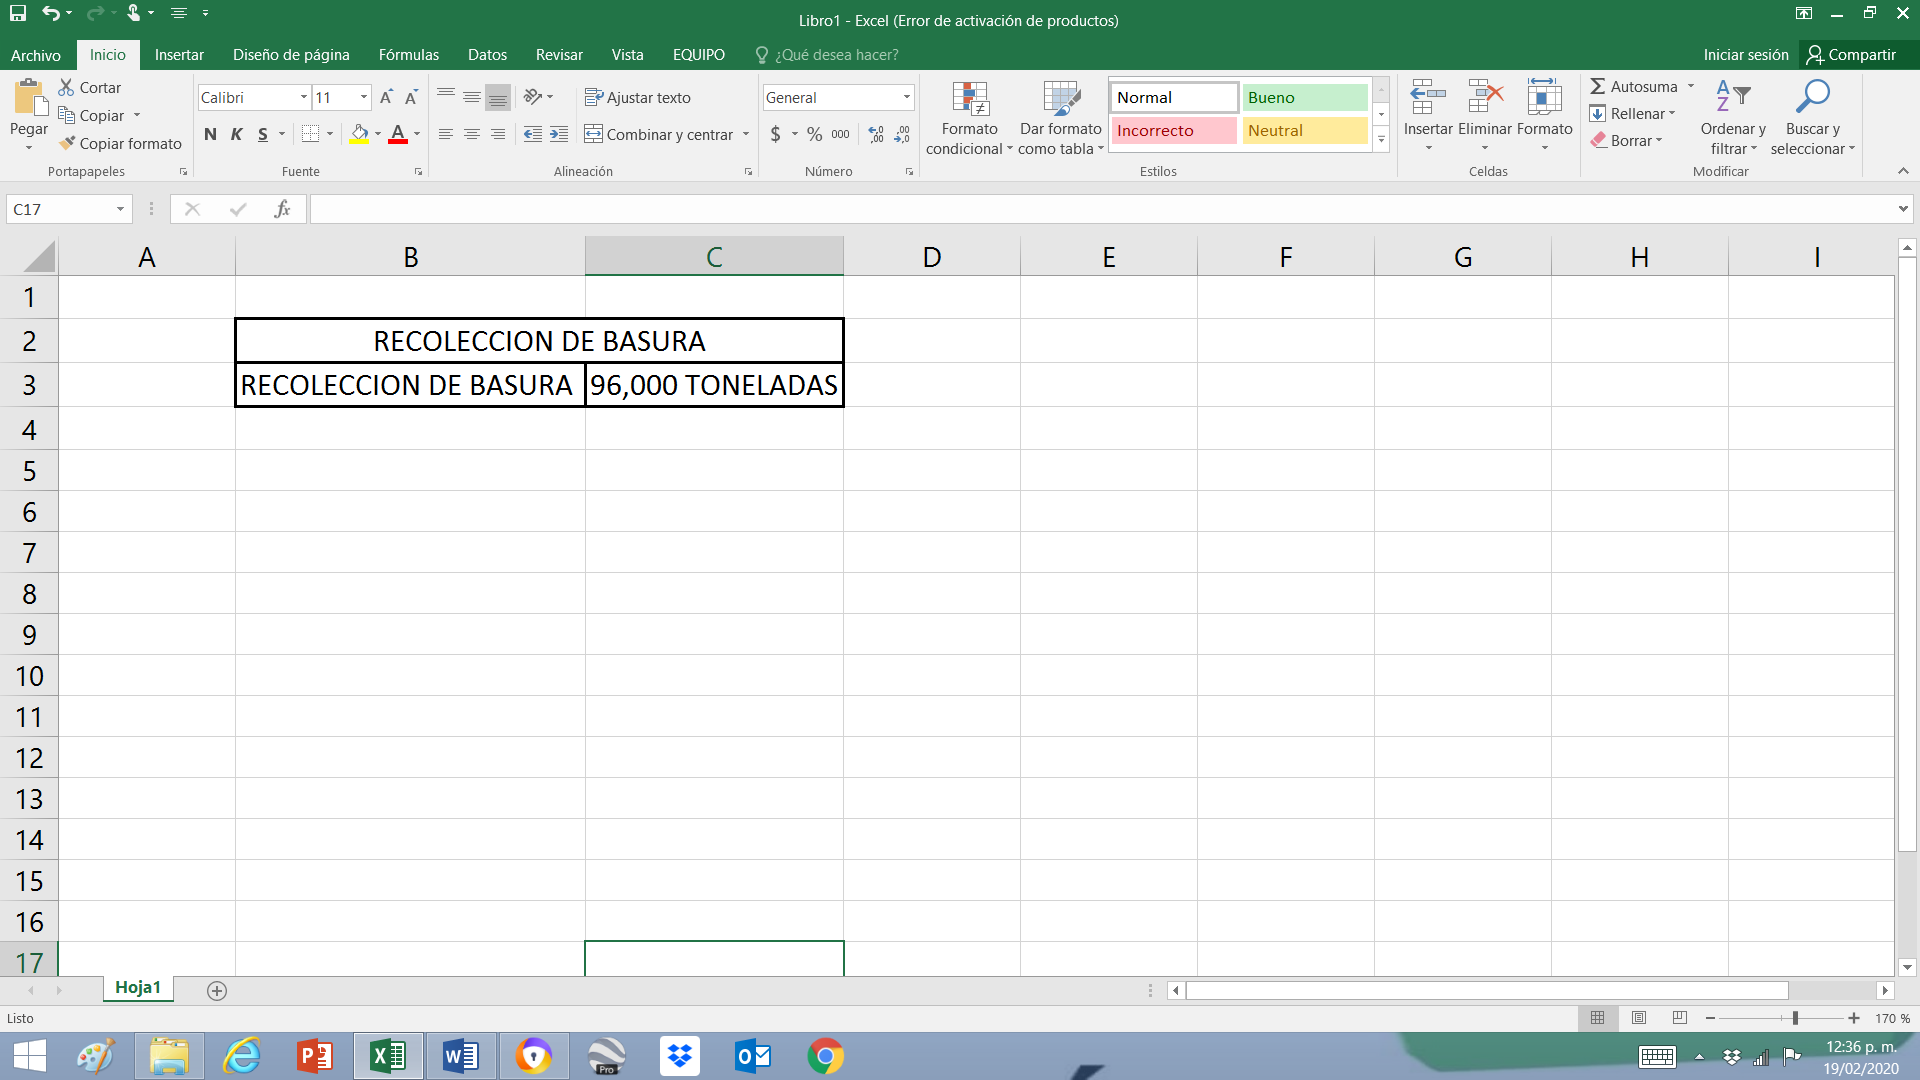 Libro1 - Excel (Error de activación de productos)
Archivo Inicio Insertar Diseño de página Fórmulas Datos Revisar Vista EQUIPO ¿Qué desea hacer? Iniciar sesión Compartir
Pegar
Cortar
Copiar
Copiar formato
Portapapeles
Calibri 11
N K S A
Fuente
Ajustar texto
Combinar y centrar
Alineación
General
$ % 000
Número
Formato condicional
Dar formato como tabla
Normal Bueno
Incorrecto Neutral
Estilos
Insertar Eliminar Formato
Celdas
Autosuma
Rellenar
Borrar
Ordenar y filtrar
Buscar y seleccionar
Modificar
C17 fx
A B C D E F G H I
1
2 RECOLECCION DE BASURA
3 RECOLECCION DE BASURA 96,000 TONELADAS
4
5
6
7
8
9
10
11
12
13
14
15
16
17
Hoja1
Listo 170 %
Pro
12:36 p. m.
19/02/2020